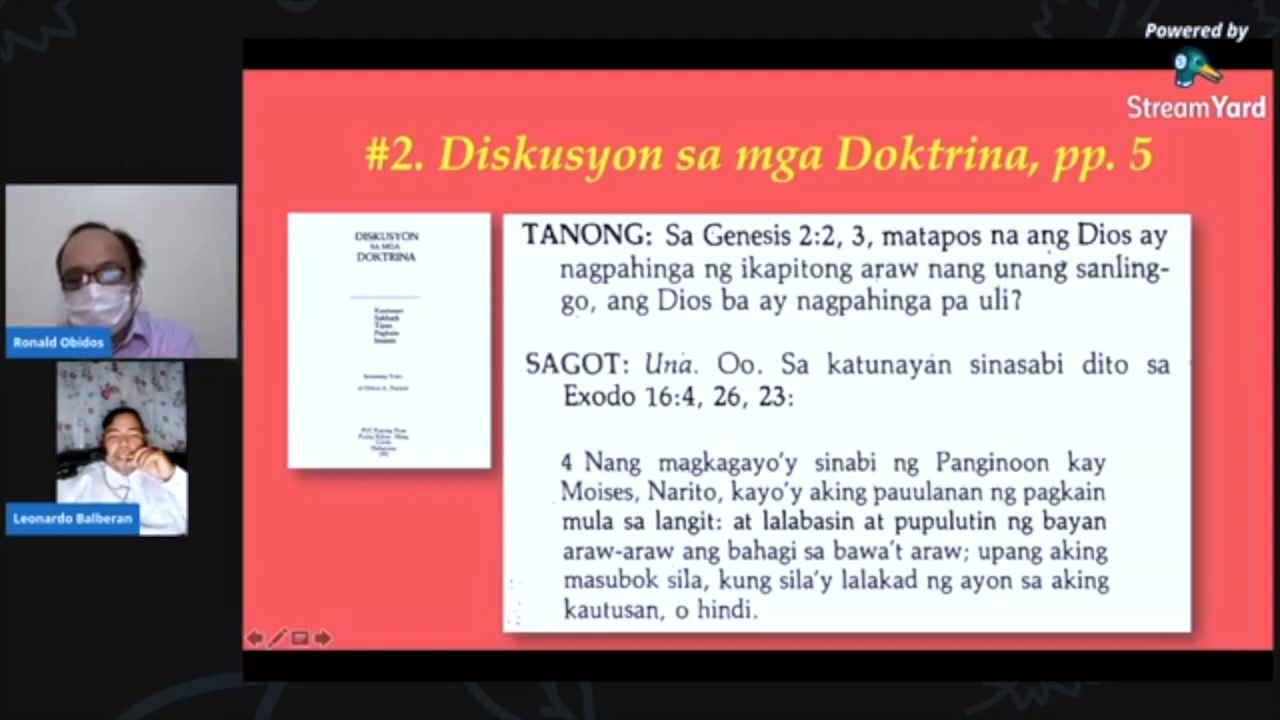 Powered by
StreamYard
#2. Diskusyon sa mga Doktrina, pp. 5
DISKUSYON
SA MGA
DOKTRINA
Kautusan
Sabbath
Tipan
Pagkain
TANONG: Sa Genesis 2:2, 3, matapos na ang Dios ay
nagpahinga ng ikapitong araw nang unang sanling-
go, ang Dios ba ay nagpahinga pa uli?
SAGOT: Una. Oo. Sa katunayan sinasabi dito sa
Exodo 16:4, 26, 23:
4 Nang magkagayo'y sinabi ng Panginoon kay
Moises, Narito, kayo'y aking pauulanan ng pagkain
mula sa langit: at lalabasin at pupulutin ng bayan
araw-araw ang bahagi sa bawa't araw; upang aking
masubok sila, kung sila'y lalakad ng ayon sa aking
kautusan, o hindi.
Ronald Obidos
Leonardo Balberan